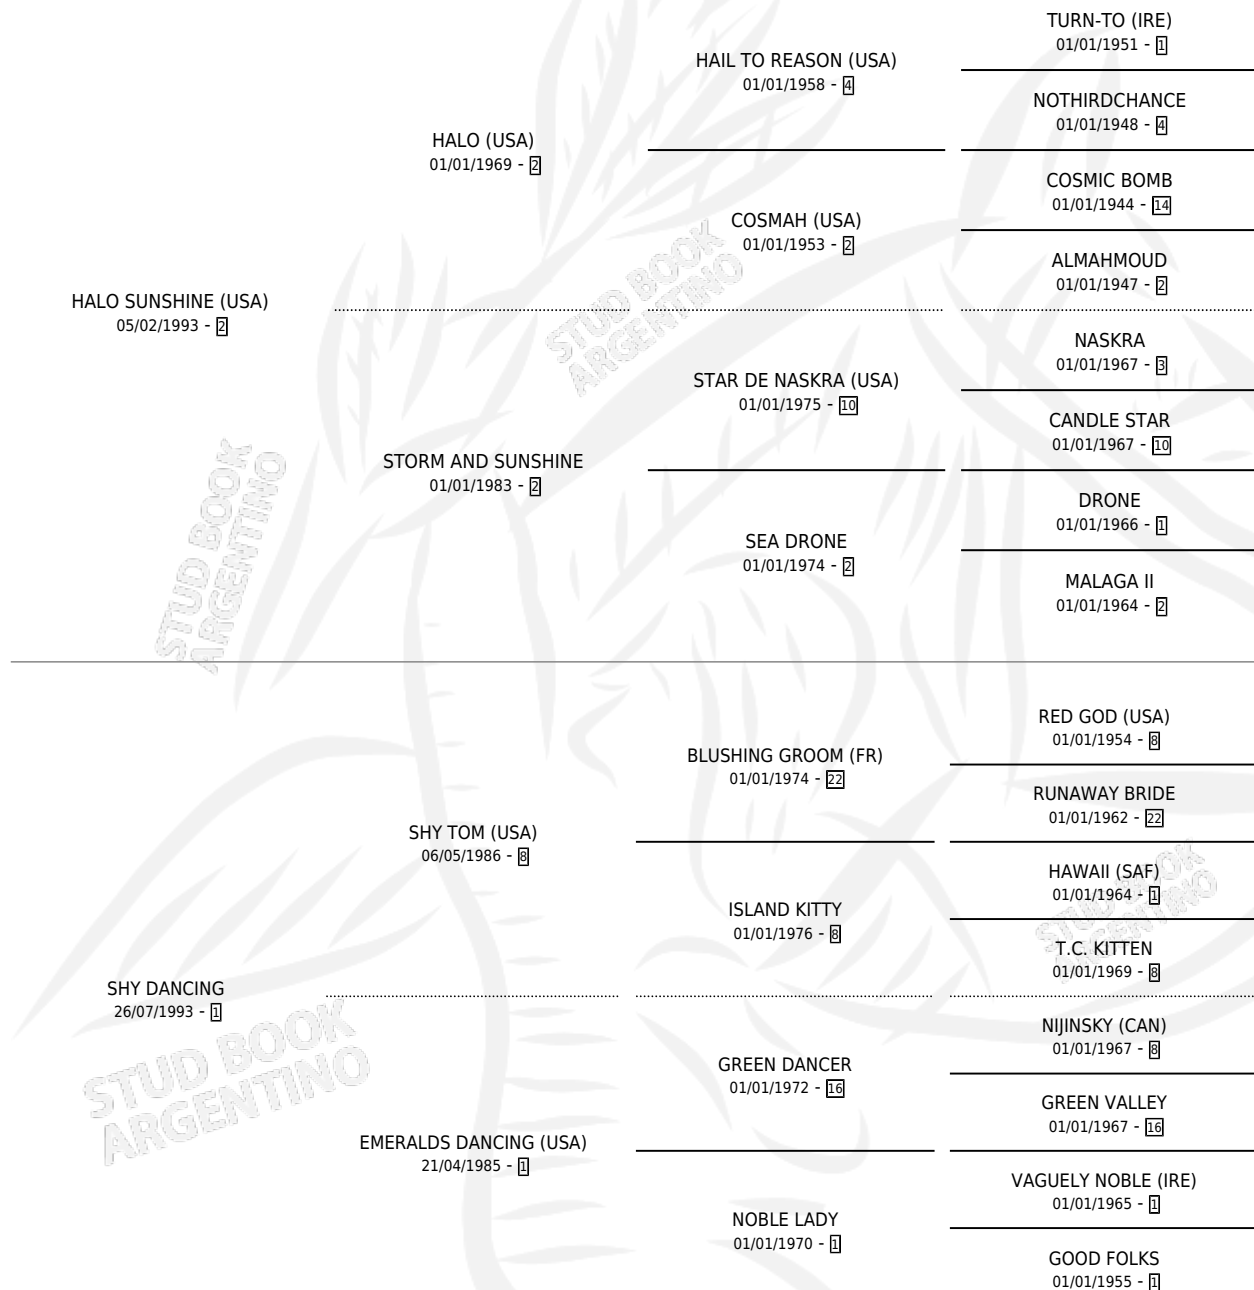 TURN-TO (IRE)
01/01/1951 - 1
HAIL TO REASON (USA)
01/01/1958 - 4
NOTHIRDCHANCE
01/01/1948 - 4
HALO (USA)
01/01/1969 - 2
COSMIC BOMB
01/01/1944 - 14
COSMAH (USA)
01/01/1953 - 2
ALMAHMOUD
01/01/1947 - 2
HALO SUNSHINE (USA)
05/02/1993 - 2
STUD BOOK
ARGENTINO
NASKRA
01/01/1967 - 3
STAR DE NASKRA (USA)
01/01/1975 - 10
CANDLE STAR
01/01/1967 - 10
STORM AND SUNSHINE
01/01/1983 - 2
DRONE
01/01/1966 - 1
SEA DRONE
01/01/1974 - 2
MALAGA II
01/01/1964 - 2
STUD BOOK
ARGENTINO
RED GOD (USA)
01/01/1954 - 8
BLUSHING GROOM (FR)
01/01/1974 - 22
RUNAWAY BRIDE
01/01/1962 - 22
SHY TOM (USA)
06/05/1986 - 8
HAWAII (SAF)
01/01/1964 - 1
ISLAND KITTY
01/01/1976 - 8
T.C. KITTEN
01/01/1969 - 8
STUD BOOK
ARGENTINO
SHY DANCING
26/07/1993 - 1
NIJINSKY (CAN)
01/01/1967 - 8
GREEN DANCER
01/01/1972 - 16
GREEN VALLEY
01/01/1967 - 16
STUD BOOK
ARGENTINO
EMERALDS DANCING (USA)
21/04/1985 - 1
VAGUELY NOBLE (IRE)
01/01/1965 - 1
NOBLE LADY
01/01/1970 - 1
GOOD FOLKS
01/01/1955 - 1